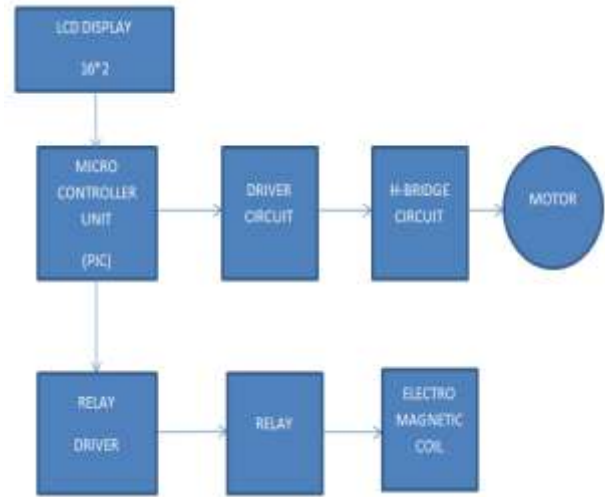 LCD DISPLAY
16*2
MICRO
CONTROLLER
UNIT
(PIC)
DRIVER
CIRCUIT
H-BRIDGE
CIRCUIT
MOTOR
RELAY
DRIVER
RELAY
ELECTRO
MAGNETIC
COIL